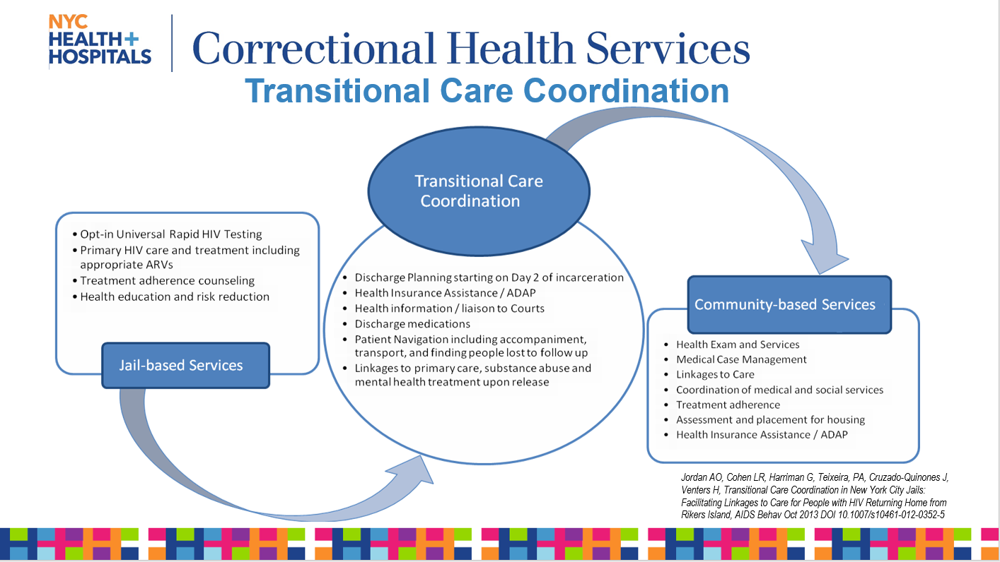 NYC
HEALTH+
HOSPITALS
Correctional Health Services
Transitional Care Coordination
Transitional Care
Coordination
• Opt-in Universal Rapid HIV Testing
• Primary HIV care and treatment including
appropriate ARVs
• Treatment adherence counseling
• Health education and risk reduction
Jail-based Services
• Discharge Planning starting on Day 2 of incarceration
• Health Insurance Assistance / ADAP
• Health information / liaison to Courts
• Discharge medications
• Patient Navigation including accompaniment,
transport, and finding people lost to follow up
• Linkages to primary care, substance abuse and
mental health treatment upon release
Community-based Services
• Health Exam and Services
• Medical Case Management
• Linkages to Care
• Coordination of medical and social services
• Treatment adherence
• Assessment and placement for housing
• Health Insurance Assistance / ADAP
Jordan AO, Cohen LR, Harriman G, Teixeira, PA, Cruzado-Quinones J,
Venters H, Transitional Care Coordination in New York City Jails:
Facilitating Linkages to Care for People with HIV Returning Home from
Rikers Island, AIDS Behav Oct 2013 DOI 10.1007/s10461-012-0352-5